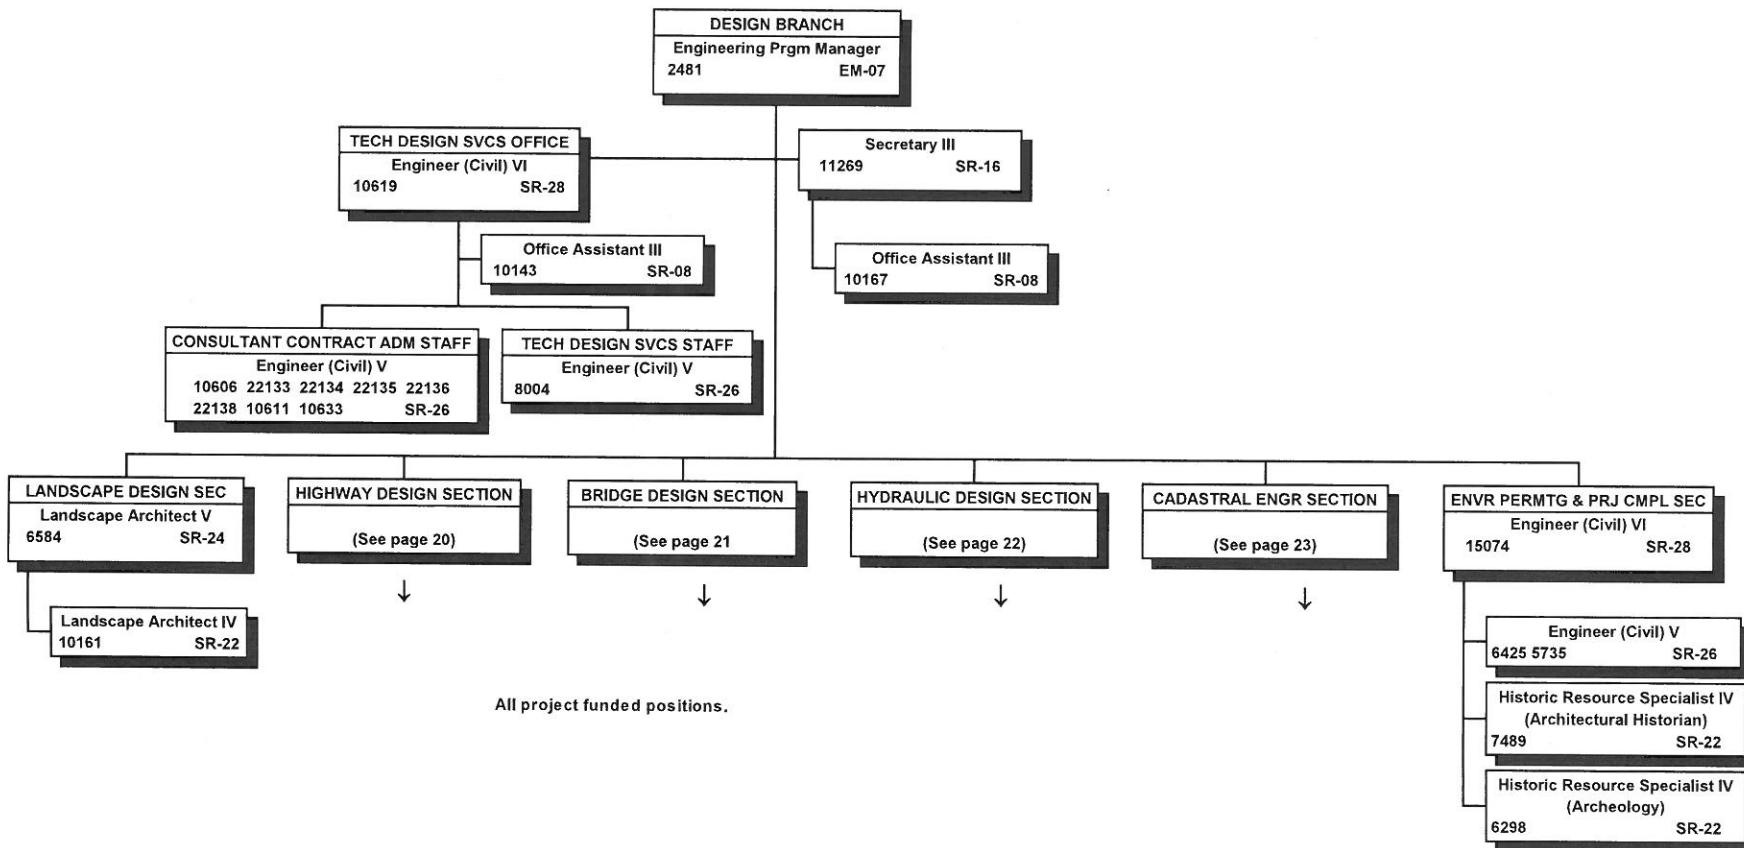 DESIGN BRANCH
Engineering Prgm Manager
2481 EM-07
TECH DESIGN SVCS OFFICE
Engineer (Civil) VI
10619 SR-28
Secretary III
11269 SR-16
Office Assistant III
10143 SR-08
Office Assistant III
10167 SR-08
CONSULTANT CONTRACT ADM STAFF
Engineer (Civil) V
10606 22133 22134 22135 22136
22138 10611 10633 SR-26
TECH DESIGN SVCS STAFF
Engineer (Civil) V
8004 SR-26
LANDSCAPE DESIGN SEC
Landscape Architect V
6584 SR-24
Landscape Architect IV
10161 SR-22
HIGHWAY DESIGN SECTION
(See page 20)
BRIDGE DESIGN SECTION
(See page 21
HYDRAULIC DESIGN SECTION
(See page 22)
CADASTRAL ENGR SECTION
(See page 23)
ENVR PERMTG & PRJ CMPL SEC
Engineer (Civil) VI
15074 SR-28
Engineer (Civil) V
6425 5735 SR-26
Historic Resource Specialist IV
(Architectural Historian)
7489 SR-22
Historic Resource Specialist IV
(Archeology)
6298 SR-22
All project funded positions.